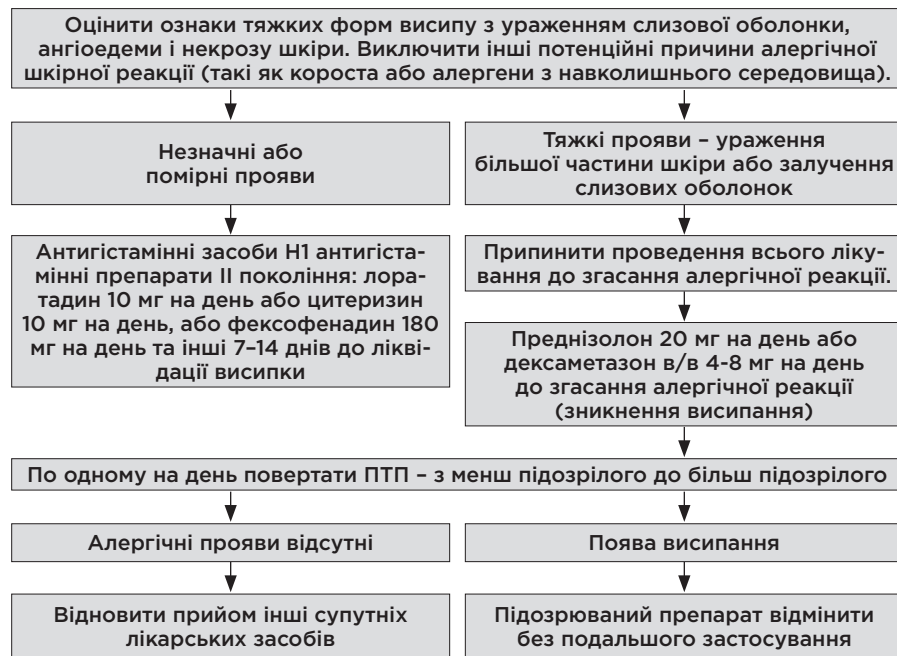 Оцінити ознаки тяжких форм висипу з ураженням слизової оболонки,
ангіоедеми і некрозу шкіри. Виключити інші потенційні причини алергічної
шкірної реакції (такі як короста або алергени з навколишнього середовища).
Незначні або
помірні прояви
Тяжкі прояви – ураження
більшої частини шкіри або залучення
слизових оболонок
Антигістамінні засоби Н1 антигіста-
мінні препарати ІІ покоління: лора-
тадин 10 мг на день або цитеризин
10 мг на день, або фексофенадин 180
мг на день та інші 7–14 днів до лікві-
дації висипки
Припинити проведення всього ліку-
вання до згасання алергічної реакції.
Преднізолон 20 мг на день або
дексаметазон в/в 4-8 мг на день
до згасання алергічної реакції
(зникнення висипання)
По одному на день повертати ПТП – з менш підозрілого до більш підозрілого
Алергічні прояви відсутні
Поява висипання
Відновити прийом інші супутніх
лікарських засобів
Підозрюваний препарат відмінити
без подальшого застосування